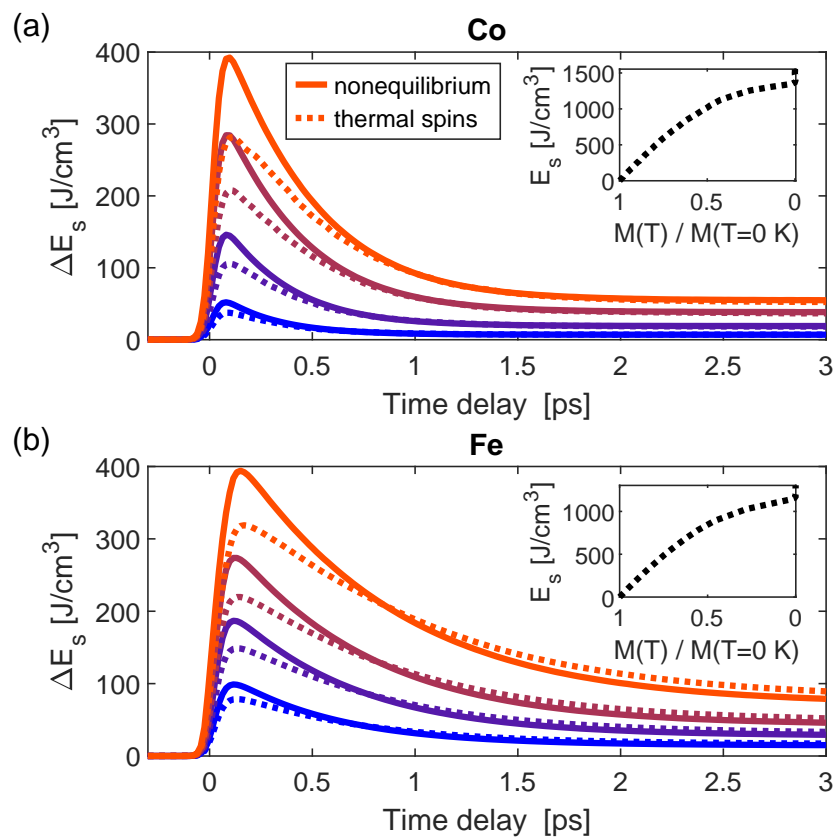 (a)
Co
400
300
200
100
0
ΔE_s [J/cm^3]
nonequilibrium
thermal spins
1500
1000
500
0
E_s [J/cm^3]
1 0.5 0
M(T) / M(T=0 K)
0 0.5 1 1.5 2 2.5 3
Time delay [ps]
(b)
Fe
400
300
200
100
0
ΔE_s [J/cm^3]
1000
500
0
E_s [J/cm^3]
1 0.5 0
M(T) / M(T=0 K)
0 0.5 1 1.5 2 2.5 3
Time delay [ps]